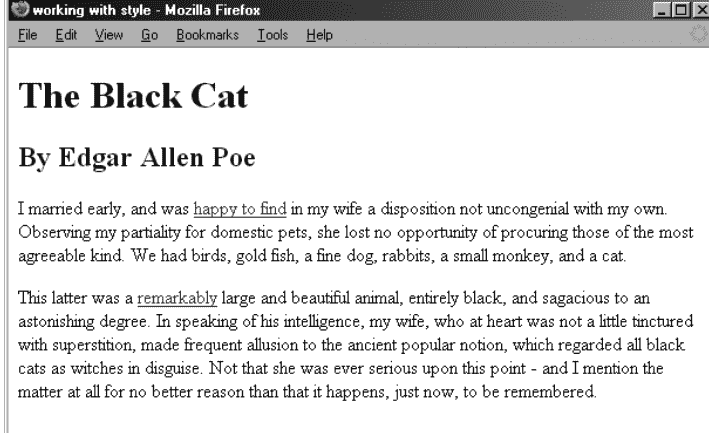 working with style - Mozilla Firefox
File Edit View Go Bookmarks Tools Help
The Black Cat
By Edgar Allen Poe
I married early, and was happy to find in my wife a disposition not uncongenial with my own.
Observing my partiality for domestic pets, she lost no opportunity of procuring those of the most
agreeable kind. We had birds, gold fish, a fine dog, rabbits, a small monkey, and a cat.
This latter was a remarkably large and beautiful animal, entirely black, and sagacious to an
astonishing degree. In speaking of his intelligence, my wife, who at heart was not a little tinctured
with superstition, made frequent allusion to the ancient popular notion, which regarded all black
cats as witches in disguise. Not that she was ever serious upon this point - and I mention the
matter at all for no better reason than that it happens, just now, to be remembered.